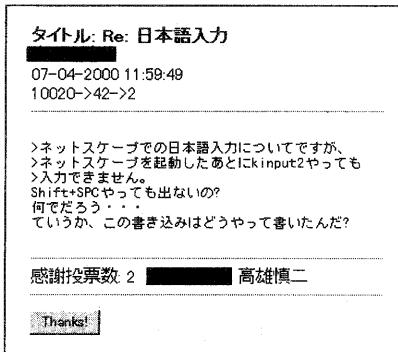 タイトル: Re: 日本語入力
07-04-2000 11:59:49
10020->42->2
>ネットスケープでの日本語入力についてですが、
>ネットスケープを起動したあとにkinput2やっても
>入力できません。
Shift+SPCやっても出ないの?
何でだろう・・・
ていうか、この書き込みはどうやって書いたんだ?
感謝投票数: 2 高雄慎二
Thanks!